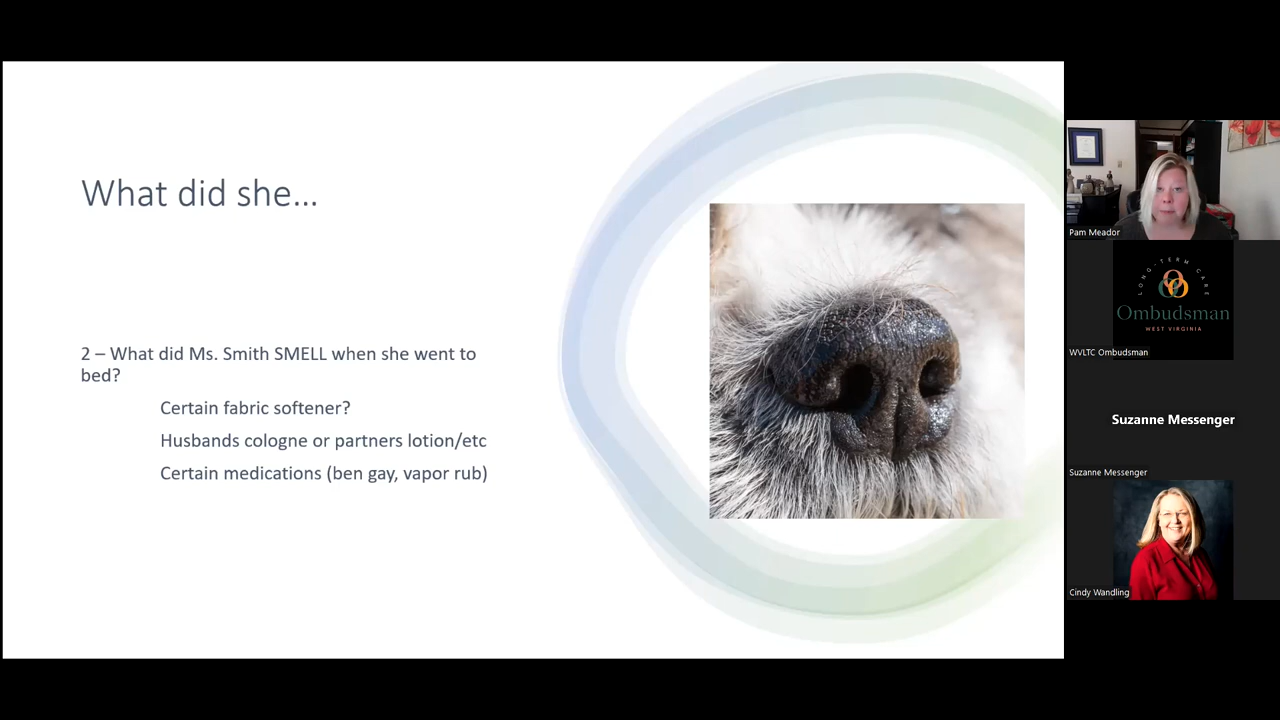 What did she...
2 – What did Ms. Smith SMELL when she went to
bed?
Certain fabric softener?
Husbands cologne or partners lotion/etc
Certain medications (ben gay, vapor rub)
Pam Meador
LONG-TERM CARE
Ombudsman
WEST VIRGINIA
WVLTC Ombudsman
Suzanne Messenger
Suzanne Messenger
Cindy Wandling